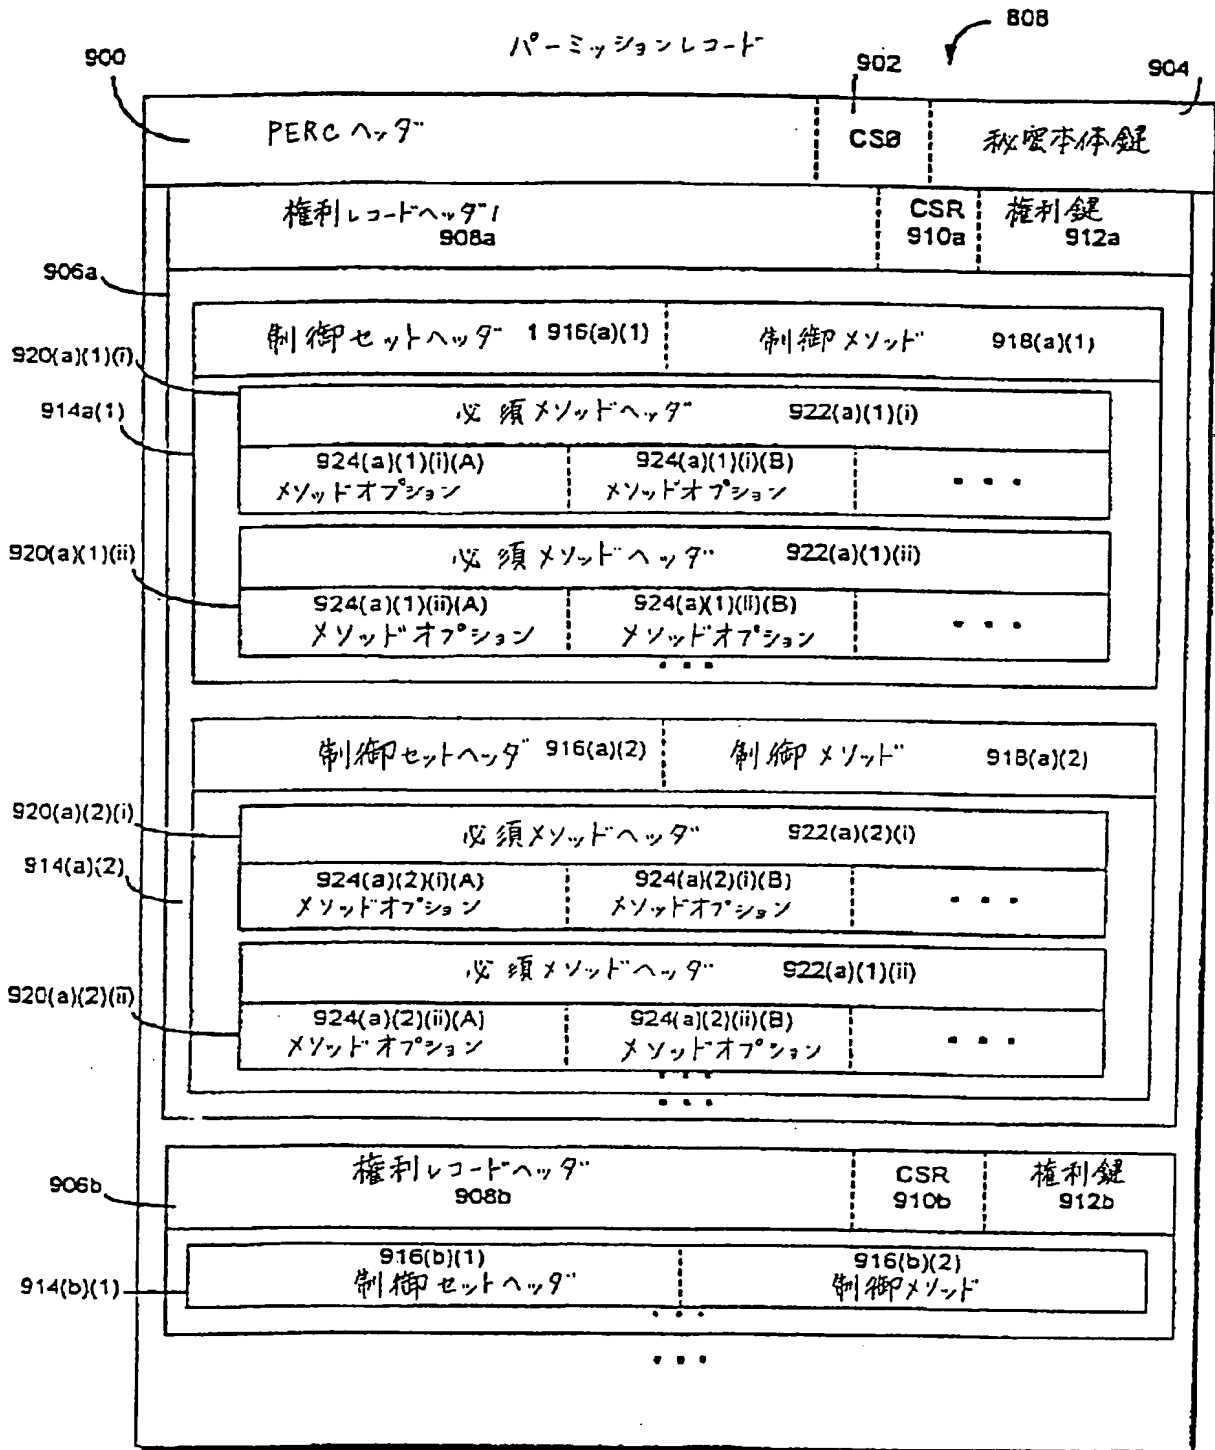 808
パーミッションレコード
900
902
904
PERC ヘッダ
CS0
秘密本体鍵
権利レコードヘッダ1
908a
CSR
910a
権利鍵
912a
906a
制御セットヘッダ 1 916(a)(1)
制御メソッド 918(a)(1)
920(a)(1)(i)
914a(1)
必須メソッドヘッダ 922(a)(1)(i)
924(a)(1)(i)(A)
メソッドオプション
924(a)(1)(i)(B)
メソッドオプション
...
920(a)(1)(ii)
必須メソッドヘッダ 922(a)(1)(ii)
924(a)(1)(ii)(A)
メソッドオプション
924(a)(1)(ii)(B)
メソッドオプション
...
...
制御セットヘッダ 916(a)(2)
制御メソッド 918(a)(2)
920(a)(2)(i)
914(a)(2)
必須メソッドヘッダ 922(a)(2)(i)
924(a)(2)(i)(A)
メソッドオプション
924(a)(2)(i)(B)
メソッドオプション
...
920(a)(2)(ii)
必須メソッドヘッダ 922(a)(1)(ii)
924(a)(2)(ii)(A)
メソッドオプション
924(a)(2)(ii)(B)
メソッドオプション
...
...
...
906b
権利レコードヘッダ
908b
CSR
910b
権利鍵
912b
914(b)(1)
916(b)(1)
制御セットヘッダ
916(b)(2)
制御メソッド
...
...